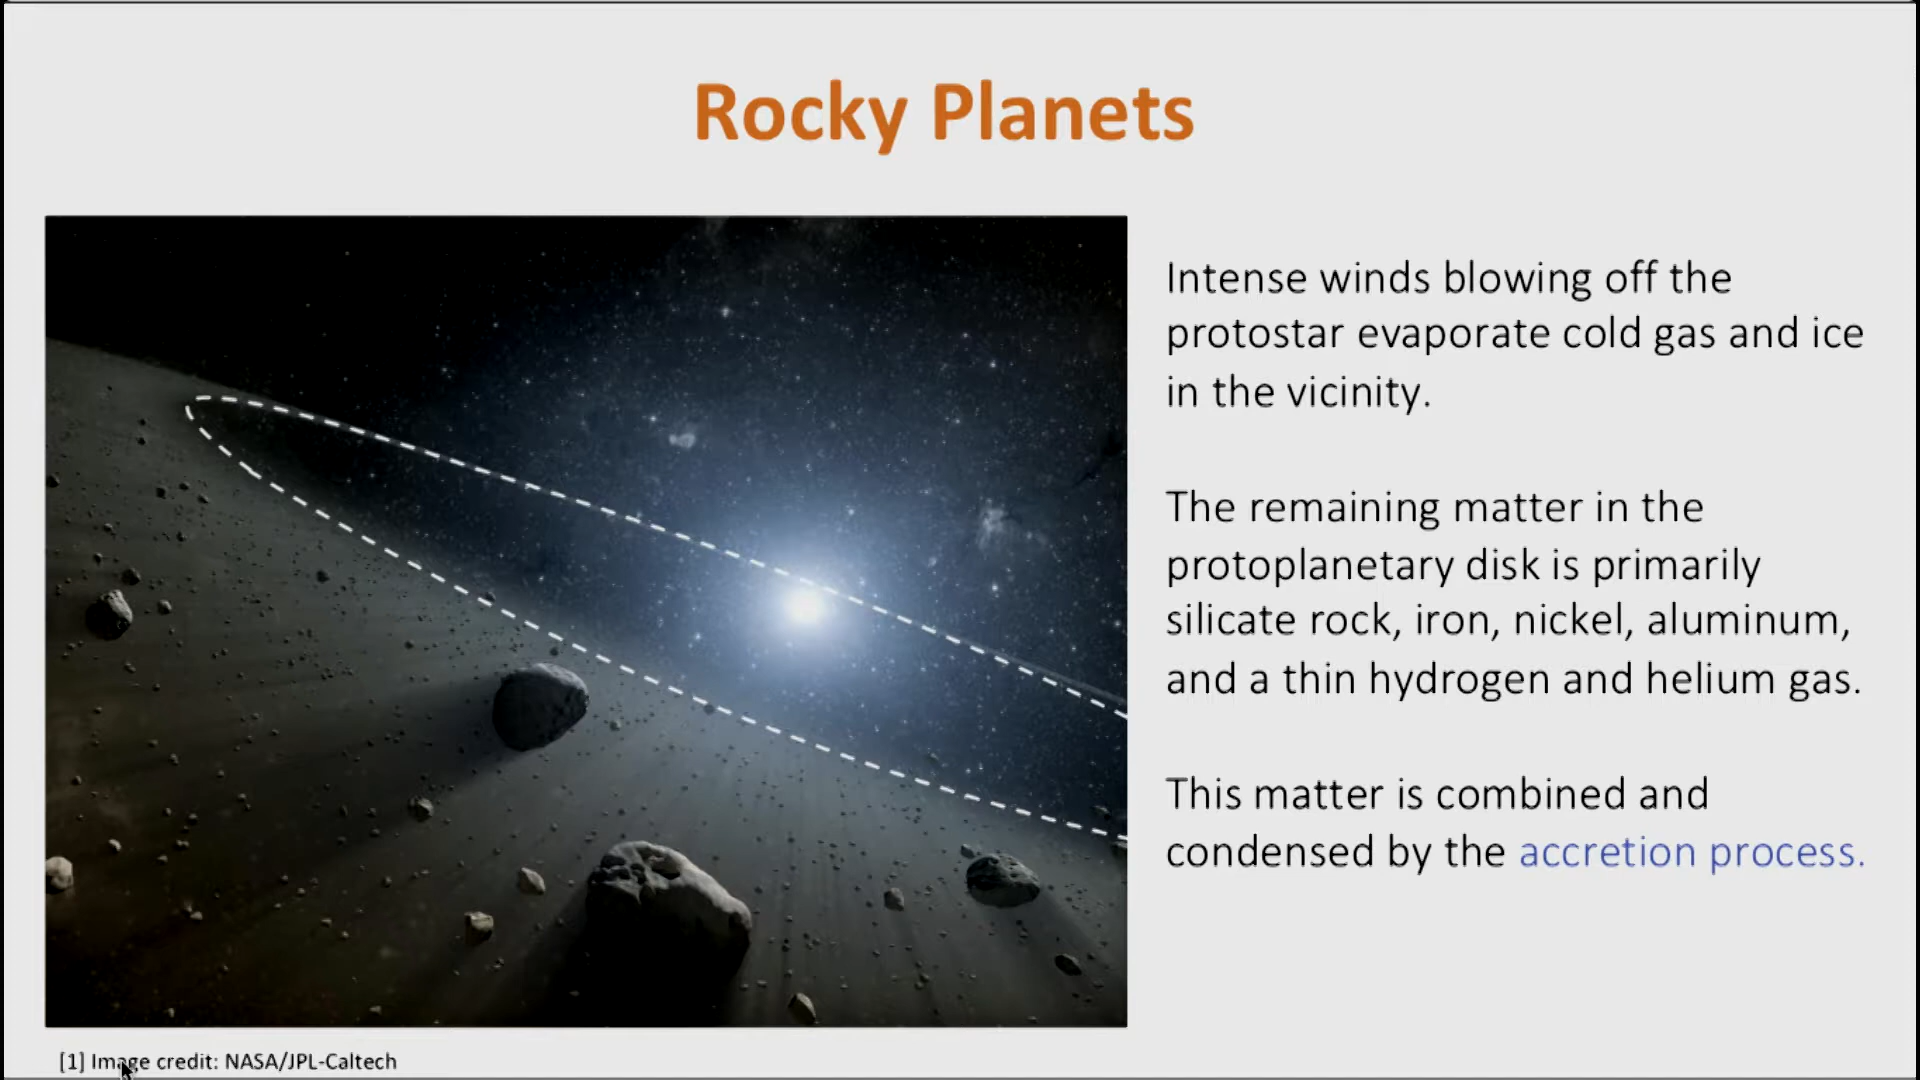 Rocky Planets
Intense winds blowing off the
protostar evaporate cold gas and ice
in the vicinity.
The remaining matter in the
protoplanetary disk is primarily
silicate rock, iron, nickel, aluminum,
and a thin hydrogen and helium gas.
This matter is combined and
condensed by the accretion process.
[1] Image credit: NASA/JPL-Caltech